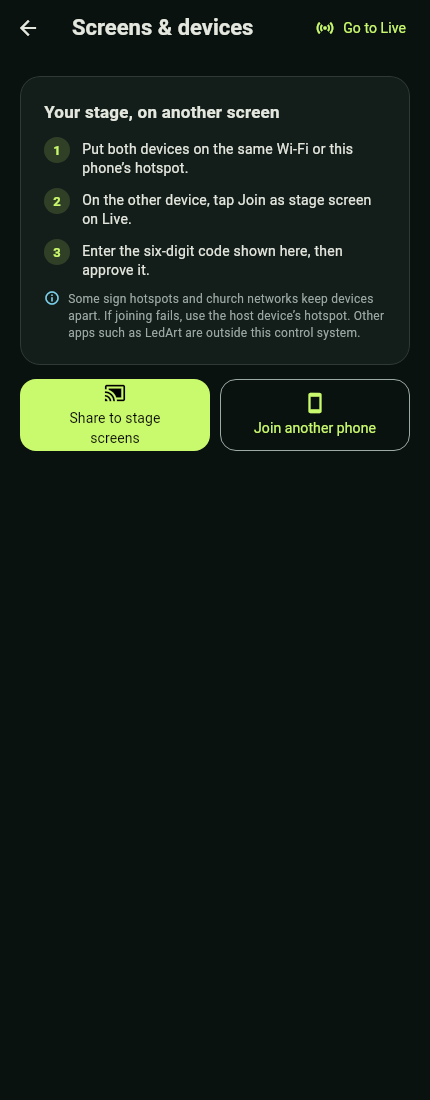 Screens & devices
Go to Live
Your stage, on another screen
1 Put both devices on the same Wi-Fi or this
phone’s hotspot.
2 On the other device, tap Join as stage screen
on Live.
3 Enter the six-digit code shown here, then
approve it.
Some sign hotspots and church networks keep devices
apart. If joining fails, use the host device’s hotspot. Other
apps such as LedArt are outside this control system.
Share to stage
screens
Join another phone